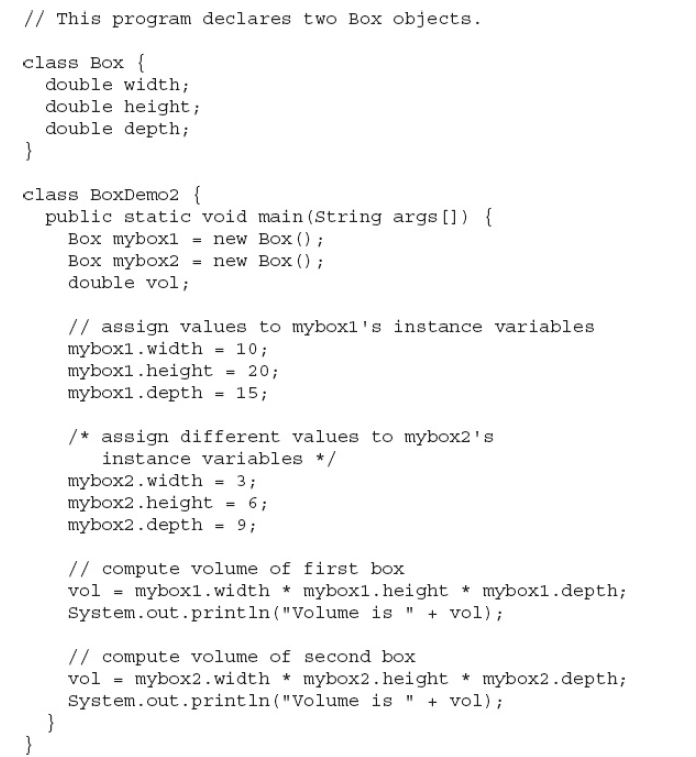 // This program declares two Box objects.
class Box {
double width;
double height;
double depth;
}
class BoxDemo2 {
public static void main(String args[]) {
Box mybox1 = new Box();
Box mybox2 = new Box();
double vol;
// assign values to mybox1's instance variables
mybox1.width = 10;
mybox1.height = 20;
mybox1.depth = 15;
/* assign different values to mybox2's
instance variables */
mybox2.width = 3;
mybox2.height = 6;
mybox2.depth = 9;
// compute volume of first box
vol = mybox1.width * mybox1.height * mybox1.depth;
System.out.println("Volume is " + vol);
// compute volume of second box
vol = mybox2.width * mybox2.height * mybox2.depth;
System.out.println("Volume is " + vol);
}
}